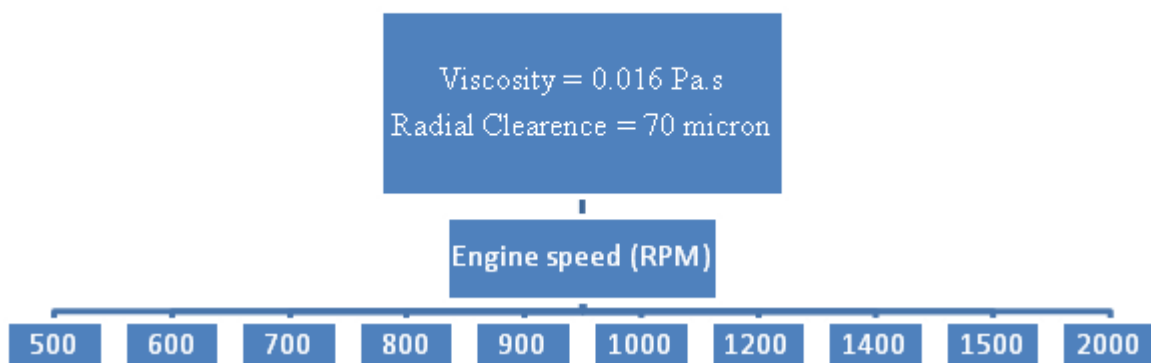 Viscosity = 0.016 Pa.s
Radial Clearence = 70 micron
Engine speed (RPM)
500 600 700 800 900 1000 1200 1400 1500 2000